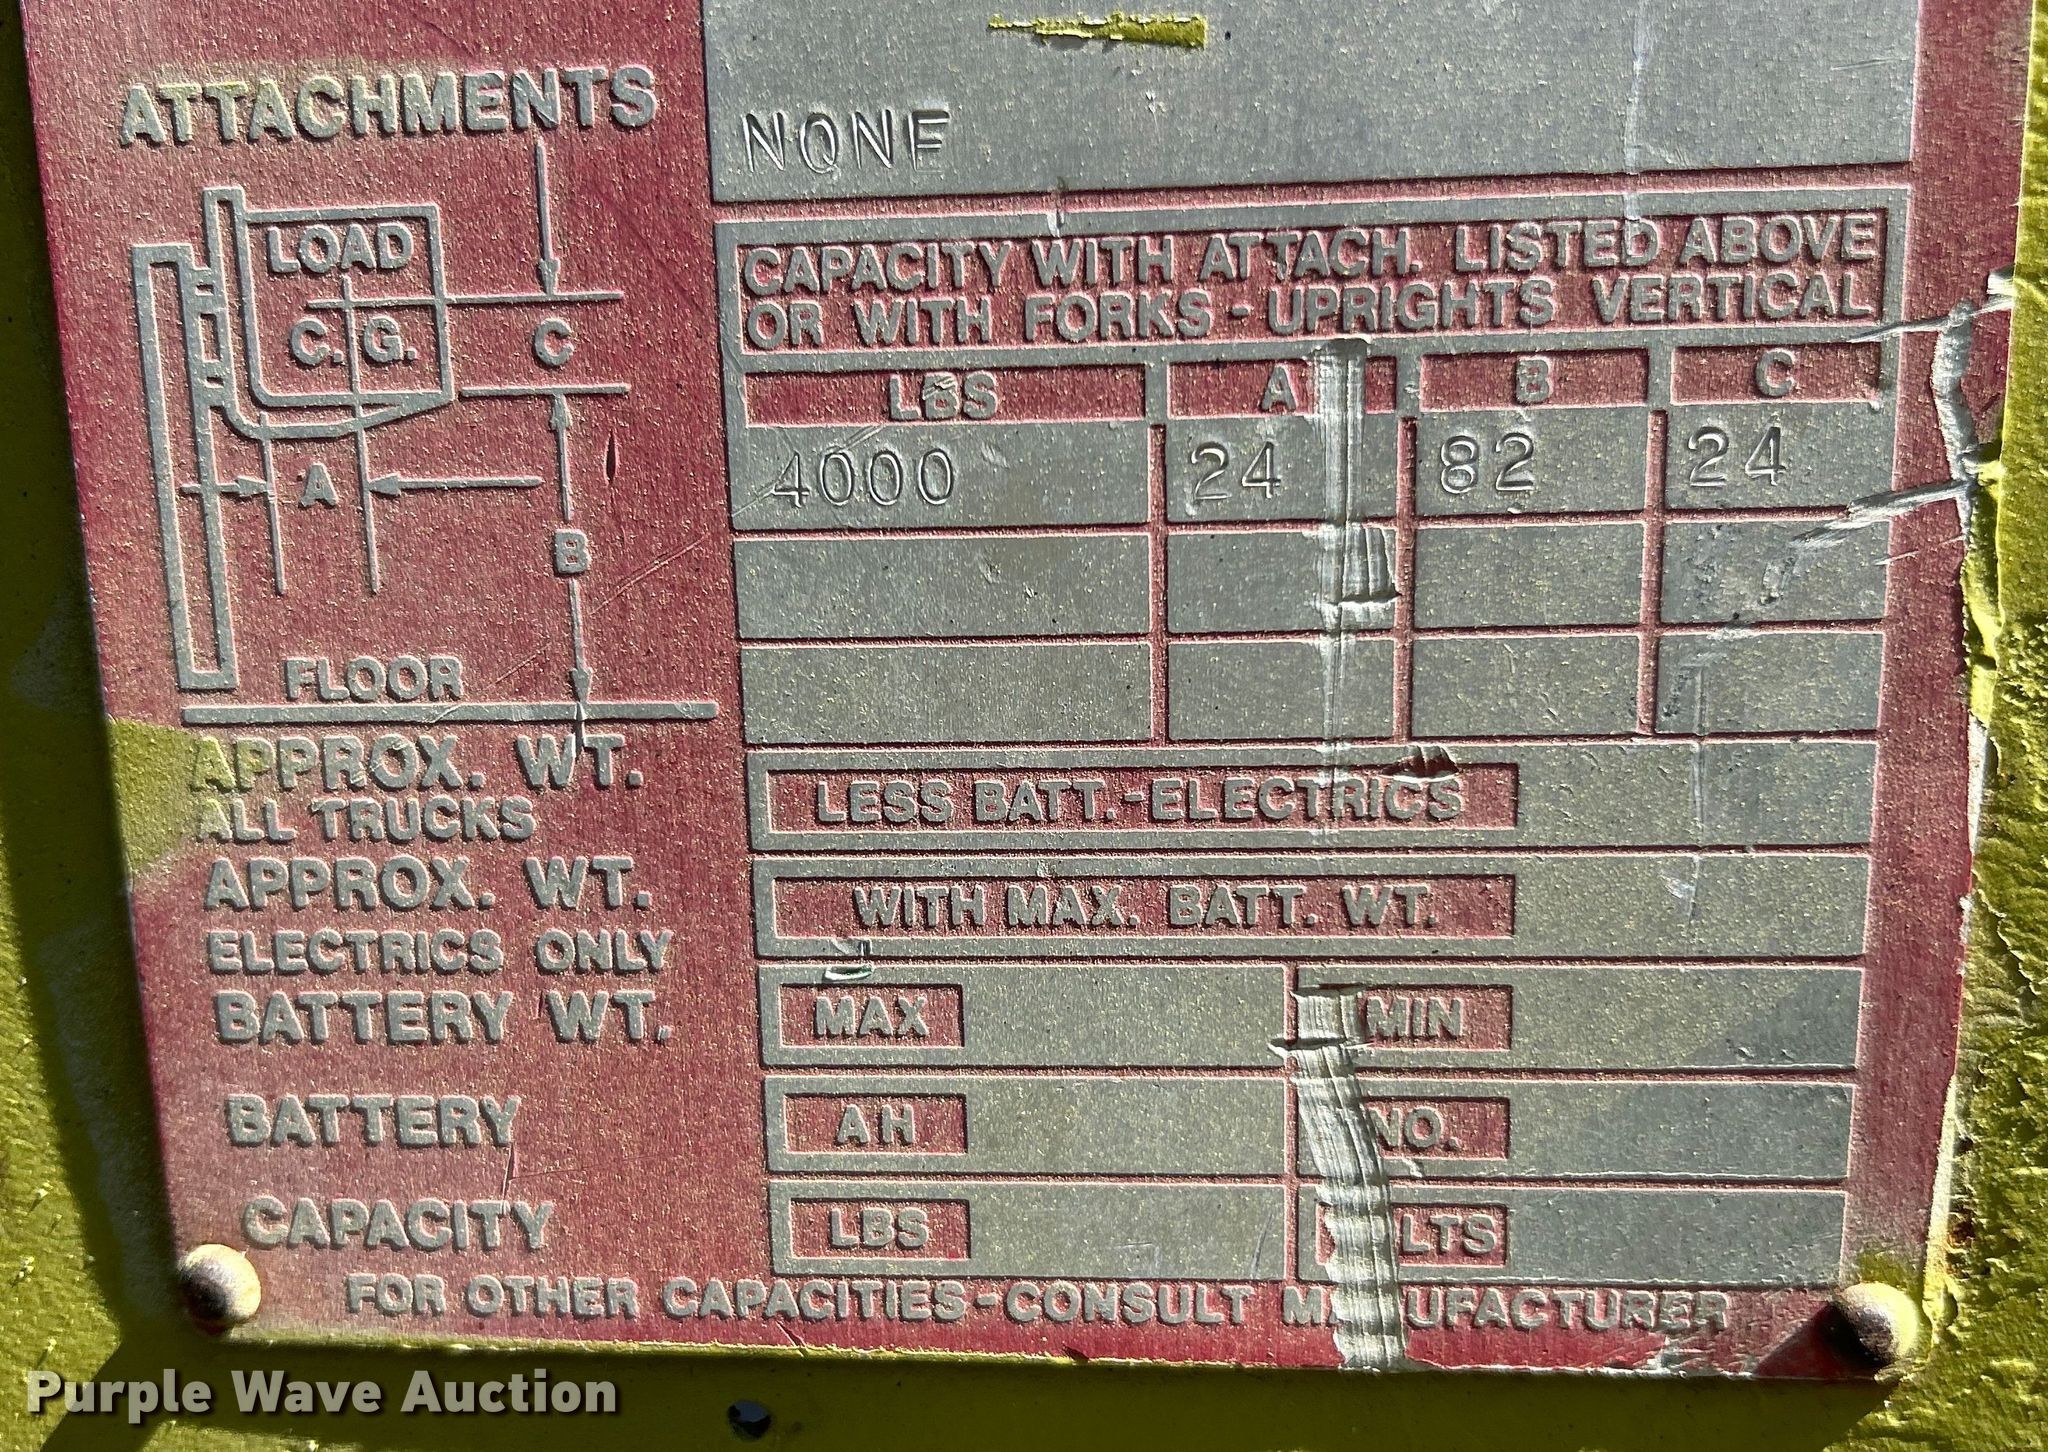 ATTACHMENTS
NONE
LOAD
C. G.
C
A
B
FLOOR
CAPACITY WITH ATTACH. LISTED ABOVE
OR WITH FORKS - UPRIGHTS VERTICAL
LBS A B C
4000 24 82 24
APPROX. WT.
ALL TRUCKS
LESS BATT.-ELECTRICS
APPROX. WT.
ELECTRICS ONLY
WITH MAX. BATT. WT.
BATTERY WT. MAX MIN
BATTERY AH NO.
CAPACITY LBS
FOR OTHER CAPACITIES-CONSULT MANUFACTURER
Purple Wave Auction